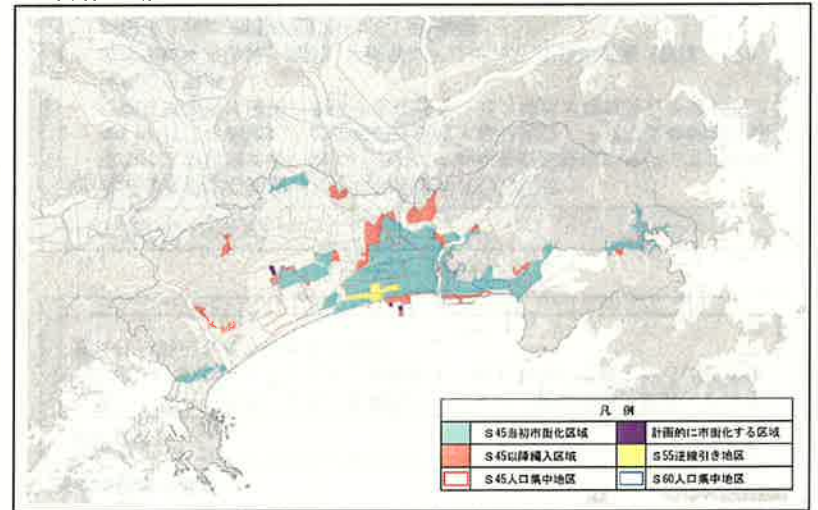 凡例
S45当初市街化区域
計画的に市街化する区域
S45以降編入区域
S55逆線引き地区
S45人口集中地区
S60人口集中地区